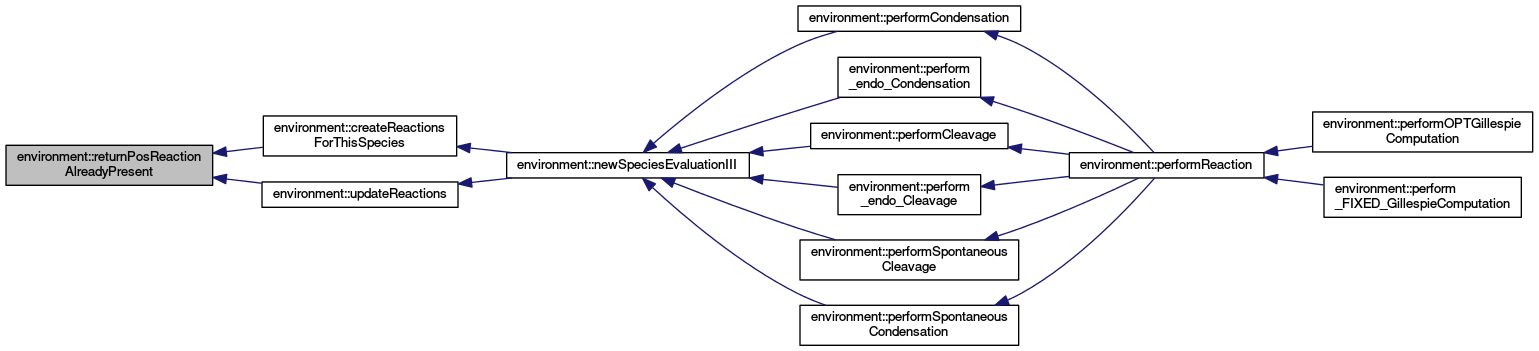 environment::returnPosReaction
AlreadyPresent
environment::createReactions
ForThisSpecies
environment::updateReactions
environment::newSpeciesEvaluationIII
environment::performCondensation
environment::perform
_endo_Condensation
environment::performCleavage
environment::perform
_endo_Cleavage
environment::performSpontaneous
Cleavage
environment::performSpontaneous
Condensation
environment::performReaction
environment::performOPTGillespie
Computation
environment::perform
_FIXED_GillespieComputation